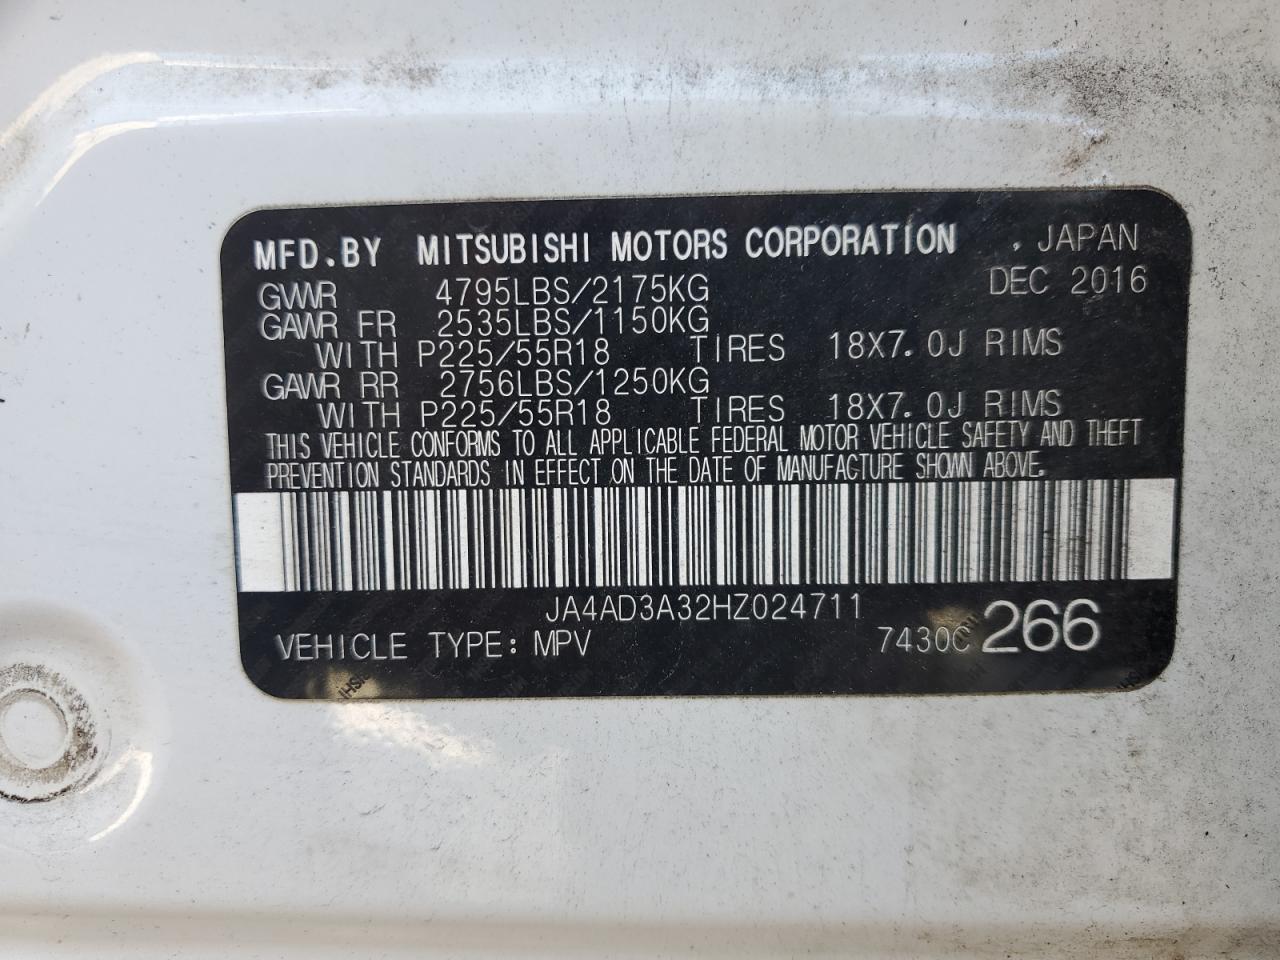 MFD.BY MITSUBISHI MOTORS CORPORATION , JAPAN
GVWR 4795LBS/2175KG DEC 2016
GAWR FR 2535LBS/1150KG
WITH P225/55R18 TIRES 18X7.0J RIMS
GAWR RR 2756LBS/1250KG
WITH P225/55R18 TIRES 18X7.0J RIMS
THIS VEHICLE CONFORMS TO ALL APPLICABLE FEDERAL MOTOR VEHICLE SAFETY AND THEFT
PREVENTION STANDARDS IN EFFECT ON THE DATE OF MANUFACTURE SHOWN ABOVE.
JA4AD3A32HZ024711
VEHICLE TYPE: MPV 7430C 266